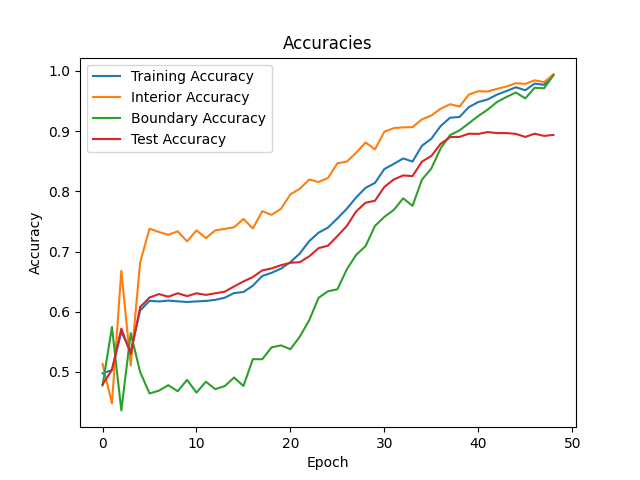 Accuracies
Training Accuracy
Interior Accuracy
Boundary Accuracy
Test Accuracy
1.0
0.9
0.8
0.7
0.6
0.5
Accuracy
0 10 20 30 40 50
Epoch